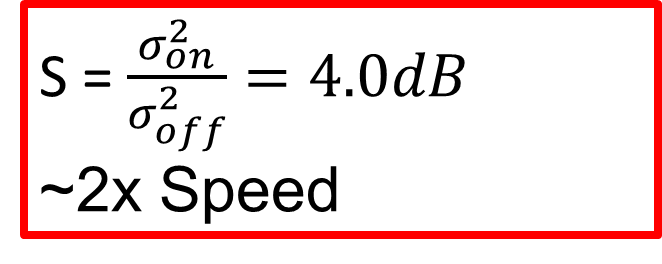 S = σ²on / σ²off = 4.0dB
~2x Speed